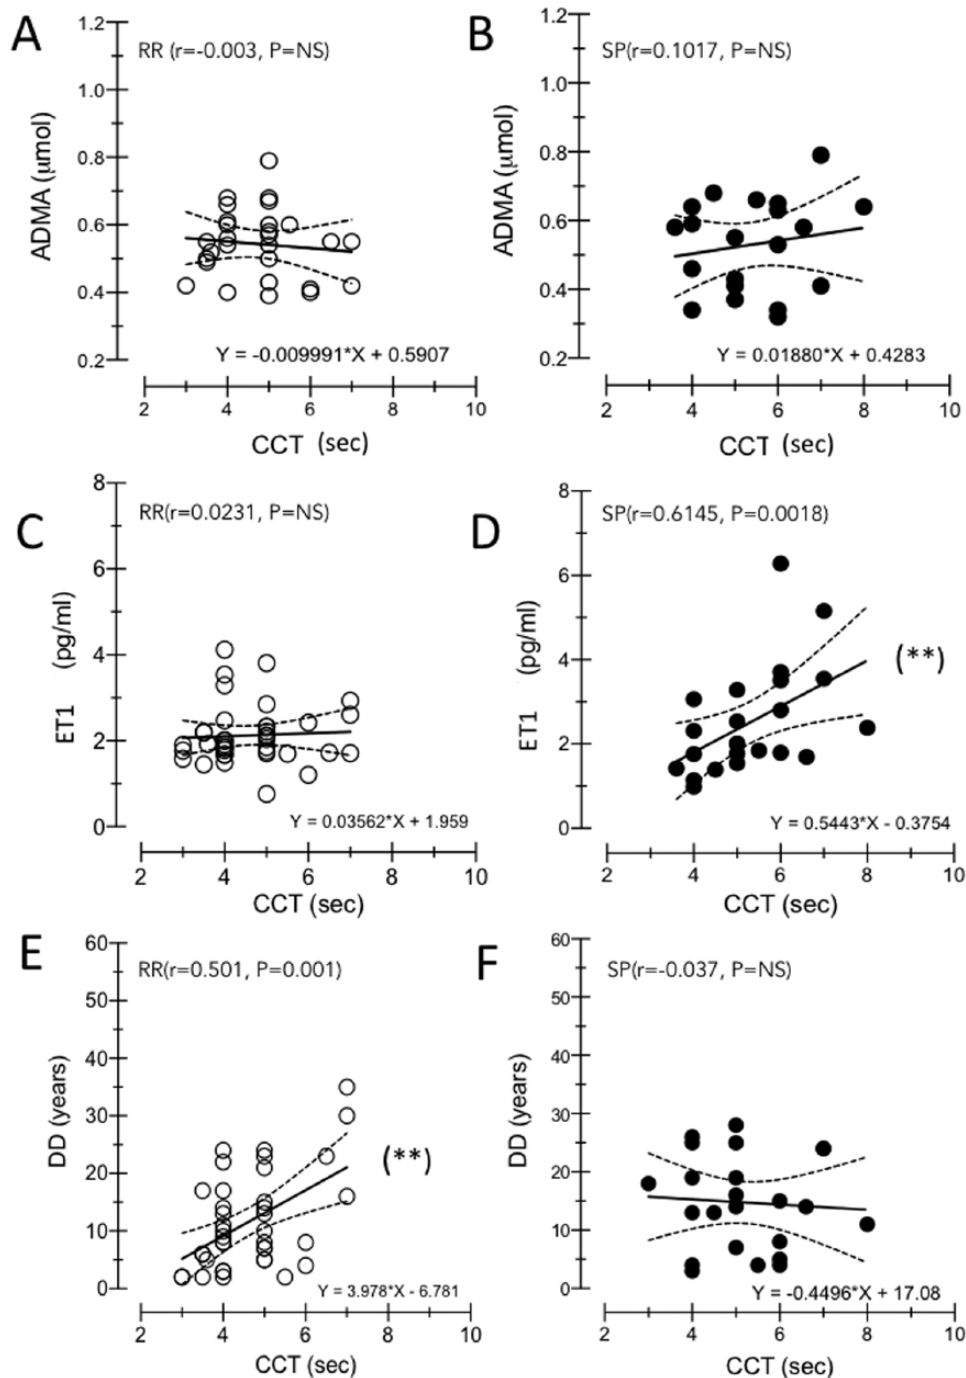 A
RR (r=-0.003, P=NS)
1.2
1.0
0.8
0.6
0.4
0.2
ADMA (μmol)
Y = -0.009991*X + 0.5907
2 4 6 8 10
CCT (sec)
B
SP(r=0.1017, P=NS)
1.2
1.0
0.8
0.6
0.4
0.2
ADMA (μmol)
Y = 0.01880*X + 0.4283
2 4 6 8 10
CCT (sec)
C
RR(r=0.0231, P=NS)
8
6
4
2
0
ET1 (pg/ml)
Y = 0.03562*X + 1.959
2 4 6 8 10
CCT (sec)
D
SP(r=0.6145, P=0.0018)
8
6
4
2
0
ET1 (pg/ml)
(**)
Y = 0.5443*X - 0.3754
2 4 6 8 10
CCT (sec)
E
RR(r=0.501, P=0.001)
60
50
40
30
20
10
0
DD (years)
(**)
Y = 3.978*X - 6.781
2 4 6 8 10
CCT (sec)
F
SP(r=-0.037, P=NS)
60
50
40
30
20
10
0
DD (years)
Y = -0.4496*X + 17.08
2 4 6 8 10
CCT (sec)